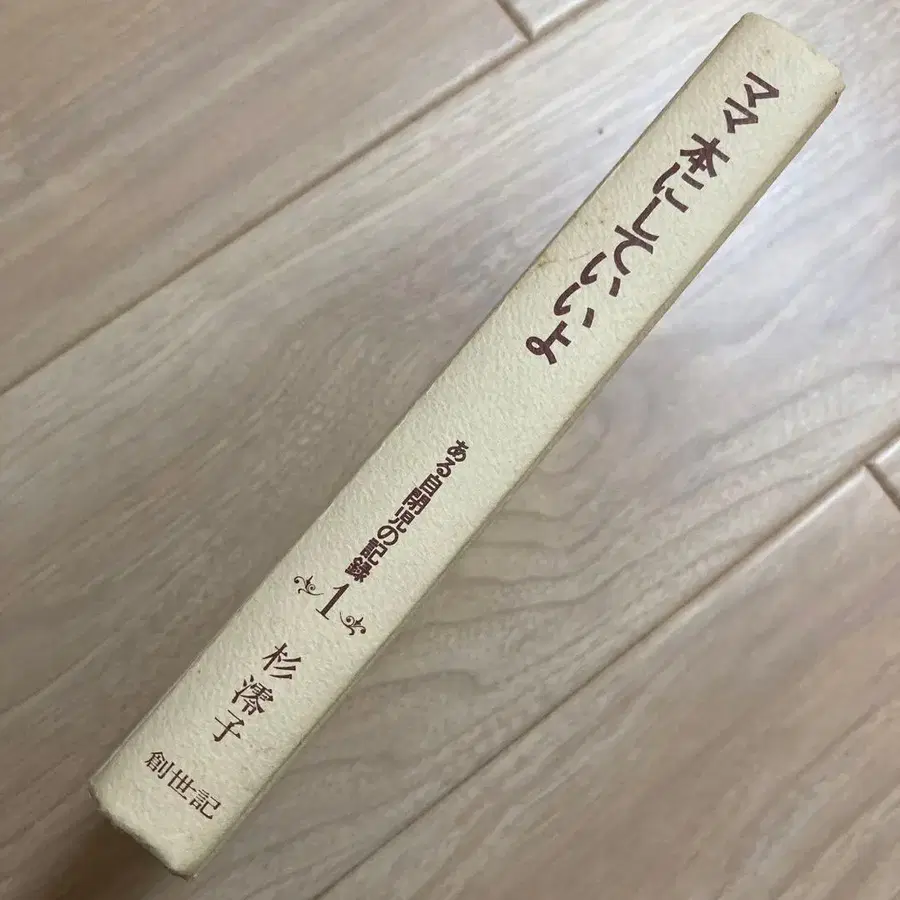 ママ 本にしていいよ
ある自閉児の記録
1
杉澪子
創世記